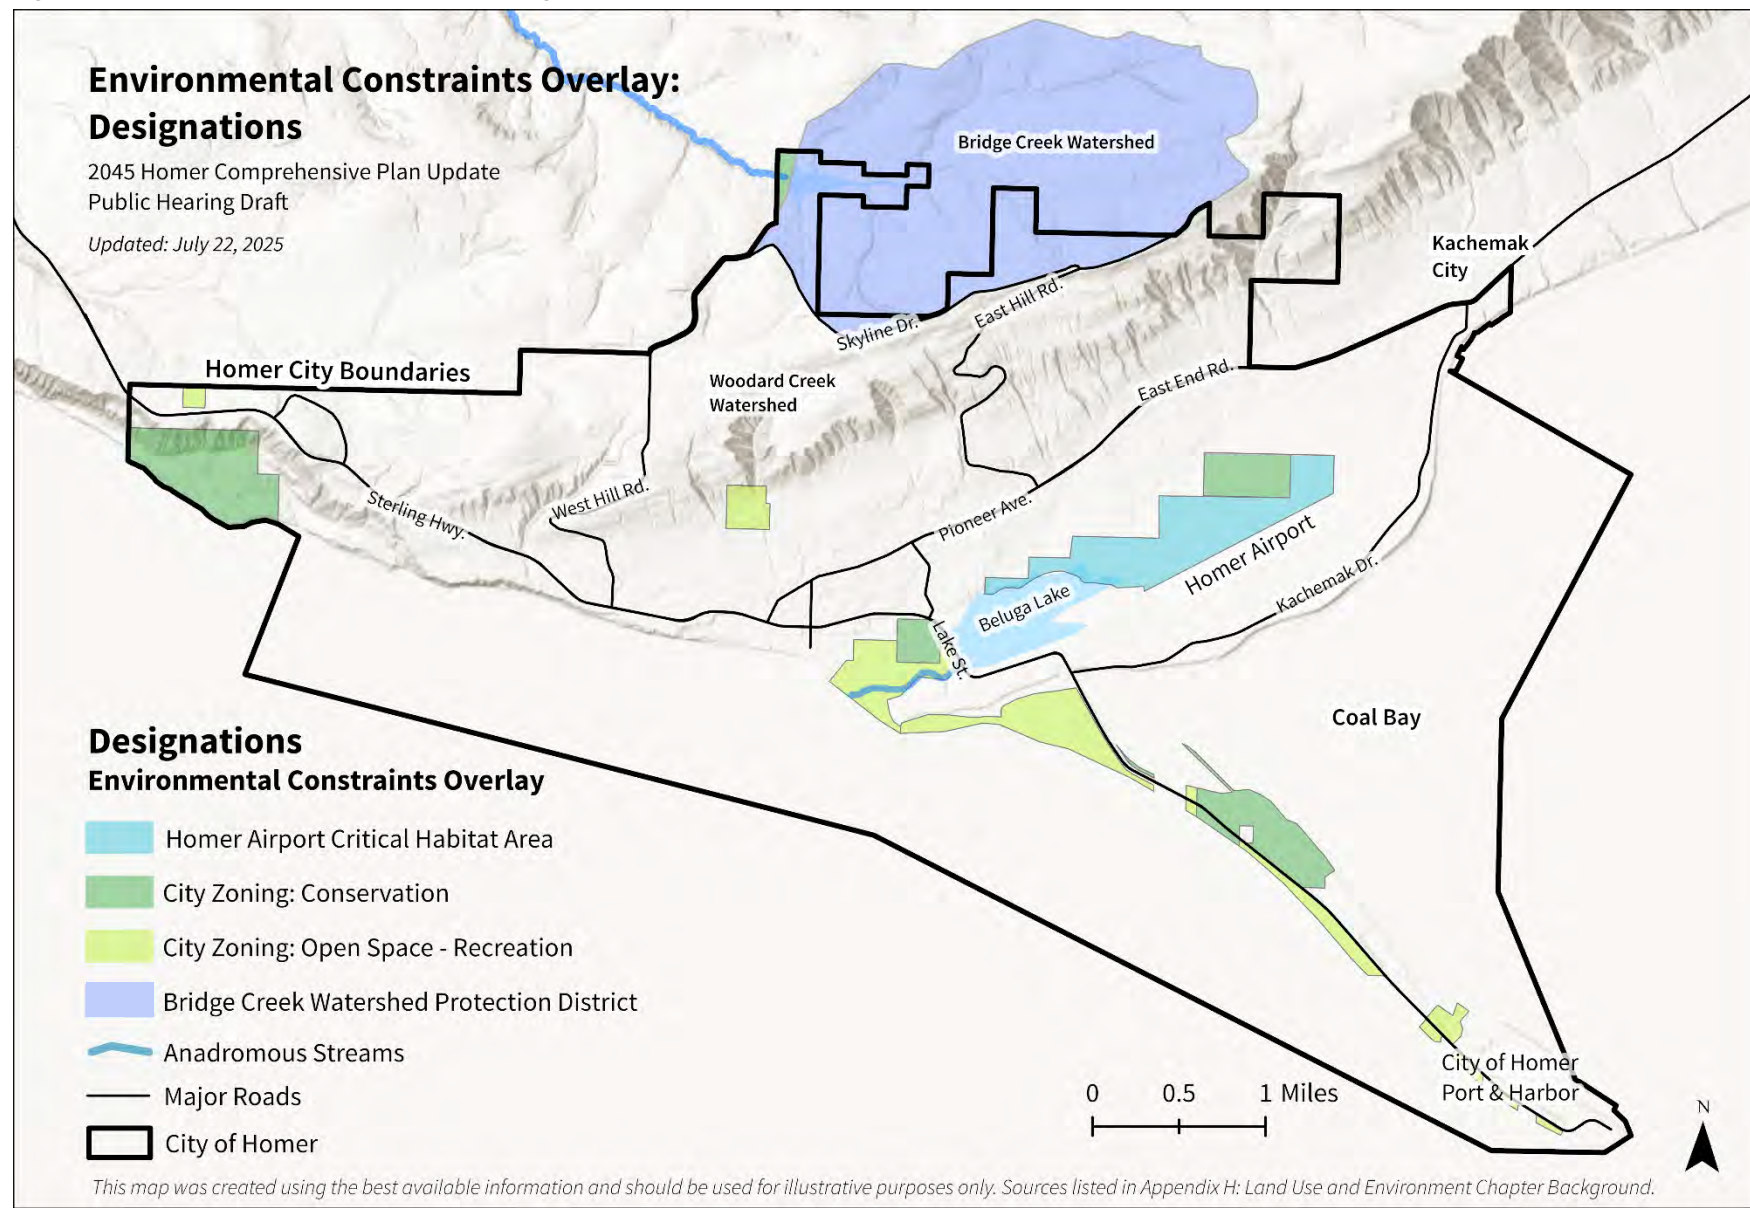 Environmental Constraints Overlay:
Designations
2045 Homer Comprehensive Plan Update
Public Hearing Draft
Updated: July 22, 2025
Bridge Creek Watershed
Kachemak
City
East Hill Rd.
Skyline Dr.
Homer City Boundaries
Woodard Creek
Watershed
East End Rd.
Sterling Hwy.
West Hill Rd.
Pioneer Ave.
Homer Airport
Kachemak Dr.
Beluga Lake
Lake St.
Coal Bay
Designations
Environmental Constraints Overlay
Homer Airport Critical Habitat Area
City Zoning: Conservation
City Zoning: Open Space - Recreation
Bridge Creek Watershed Protection District
Anadromous Streams
Major Roads
City of Homer
City of Homer
Port & Harbor
0 0.5 1 Miles
N
This map was created using the best available information and should be used for illustrative purposes only. Sources listed in Appendix H: Land Use and Environment Chapter Background.